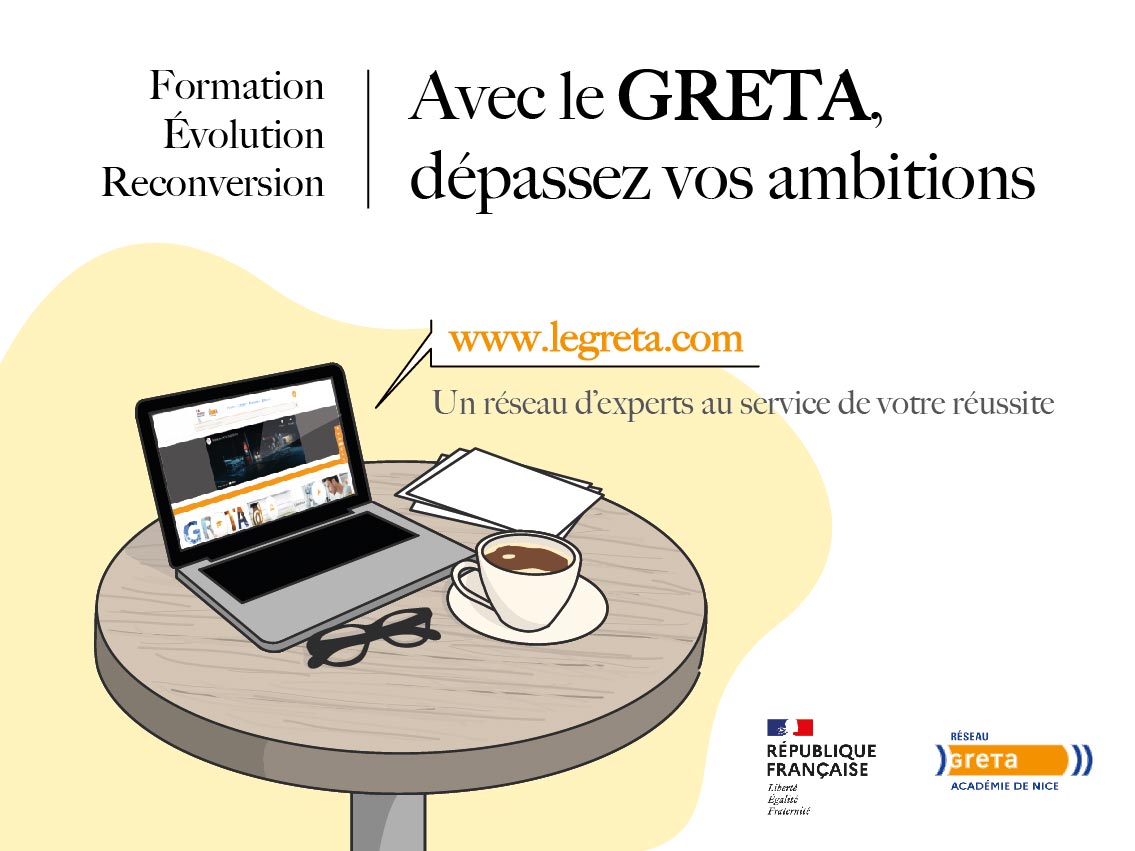 Formation
Évolution
Reconversion
Avec le GRETA,
dépassez vos ambitions
www.legreta.com
Un réseau d'experts au service de votre réussite
GRETA
RÉPUBLIQUE
FRANÇAISE
Liberté
Égalité
Fraternité
RÉSEAU
GRETA
ACADÉMIE DE NICE